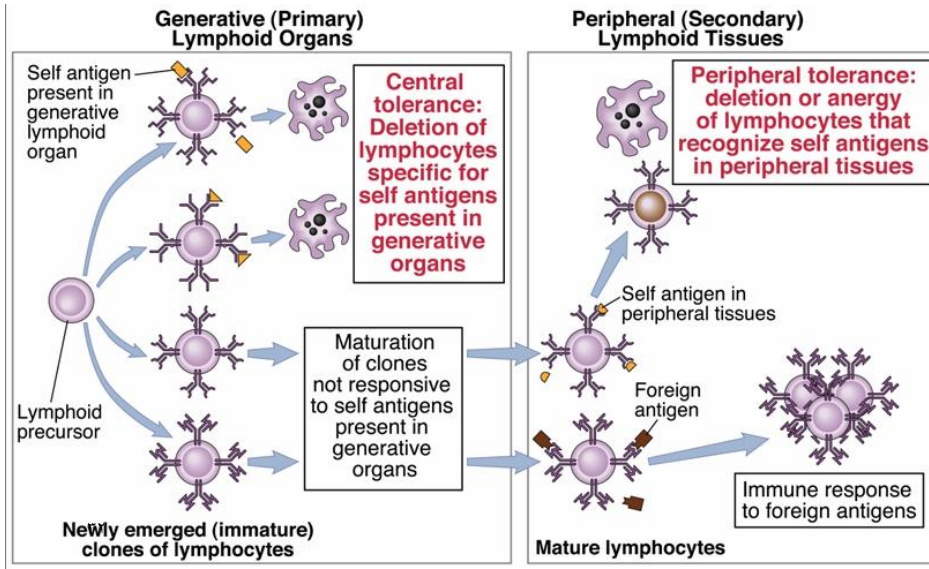 Generative (Primary)
Lymphoid Organs
Self antigen
present in
generative
lymphoid
organ
Central
tolerance:
Deletion of
lymphocytes
specific for
self antigens
present in
generative
organs
Lymphoid
precursor
Maturation
of clones
not responsive
to self antigens
present in
generative
organs
Newly emerged (immature)
clones of lymphocytes
Peripheral (Secondary)
Lymphoid Tissues
Peripheral tolerance:
deletion or anergy
of lymphocytes that
recognize self antigens
in peripheral tissues
Self antigen in
peripheral tissues
Foreign
antigen
Immune response
to foreign antigens
Mature lymphocytes